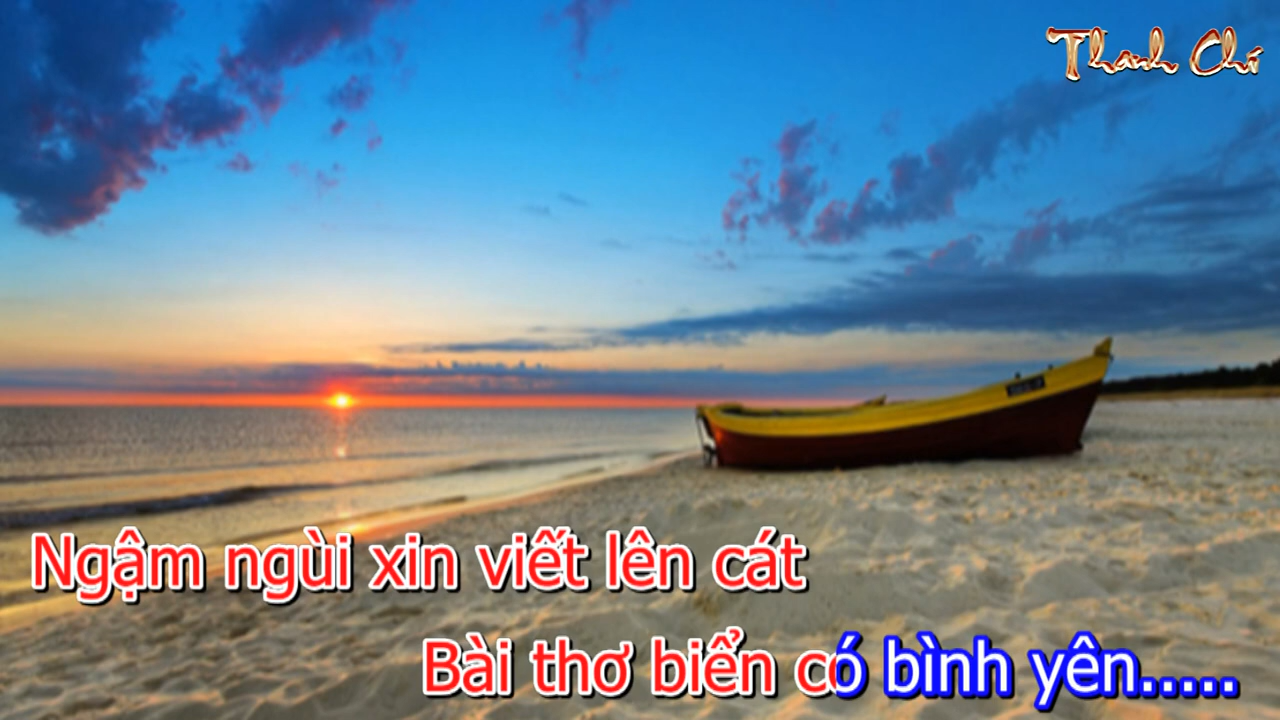 Thanh Chí
Ngậm ngùi xin viết lên cát
Bài thơ biển có bình yên.....